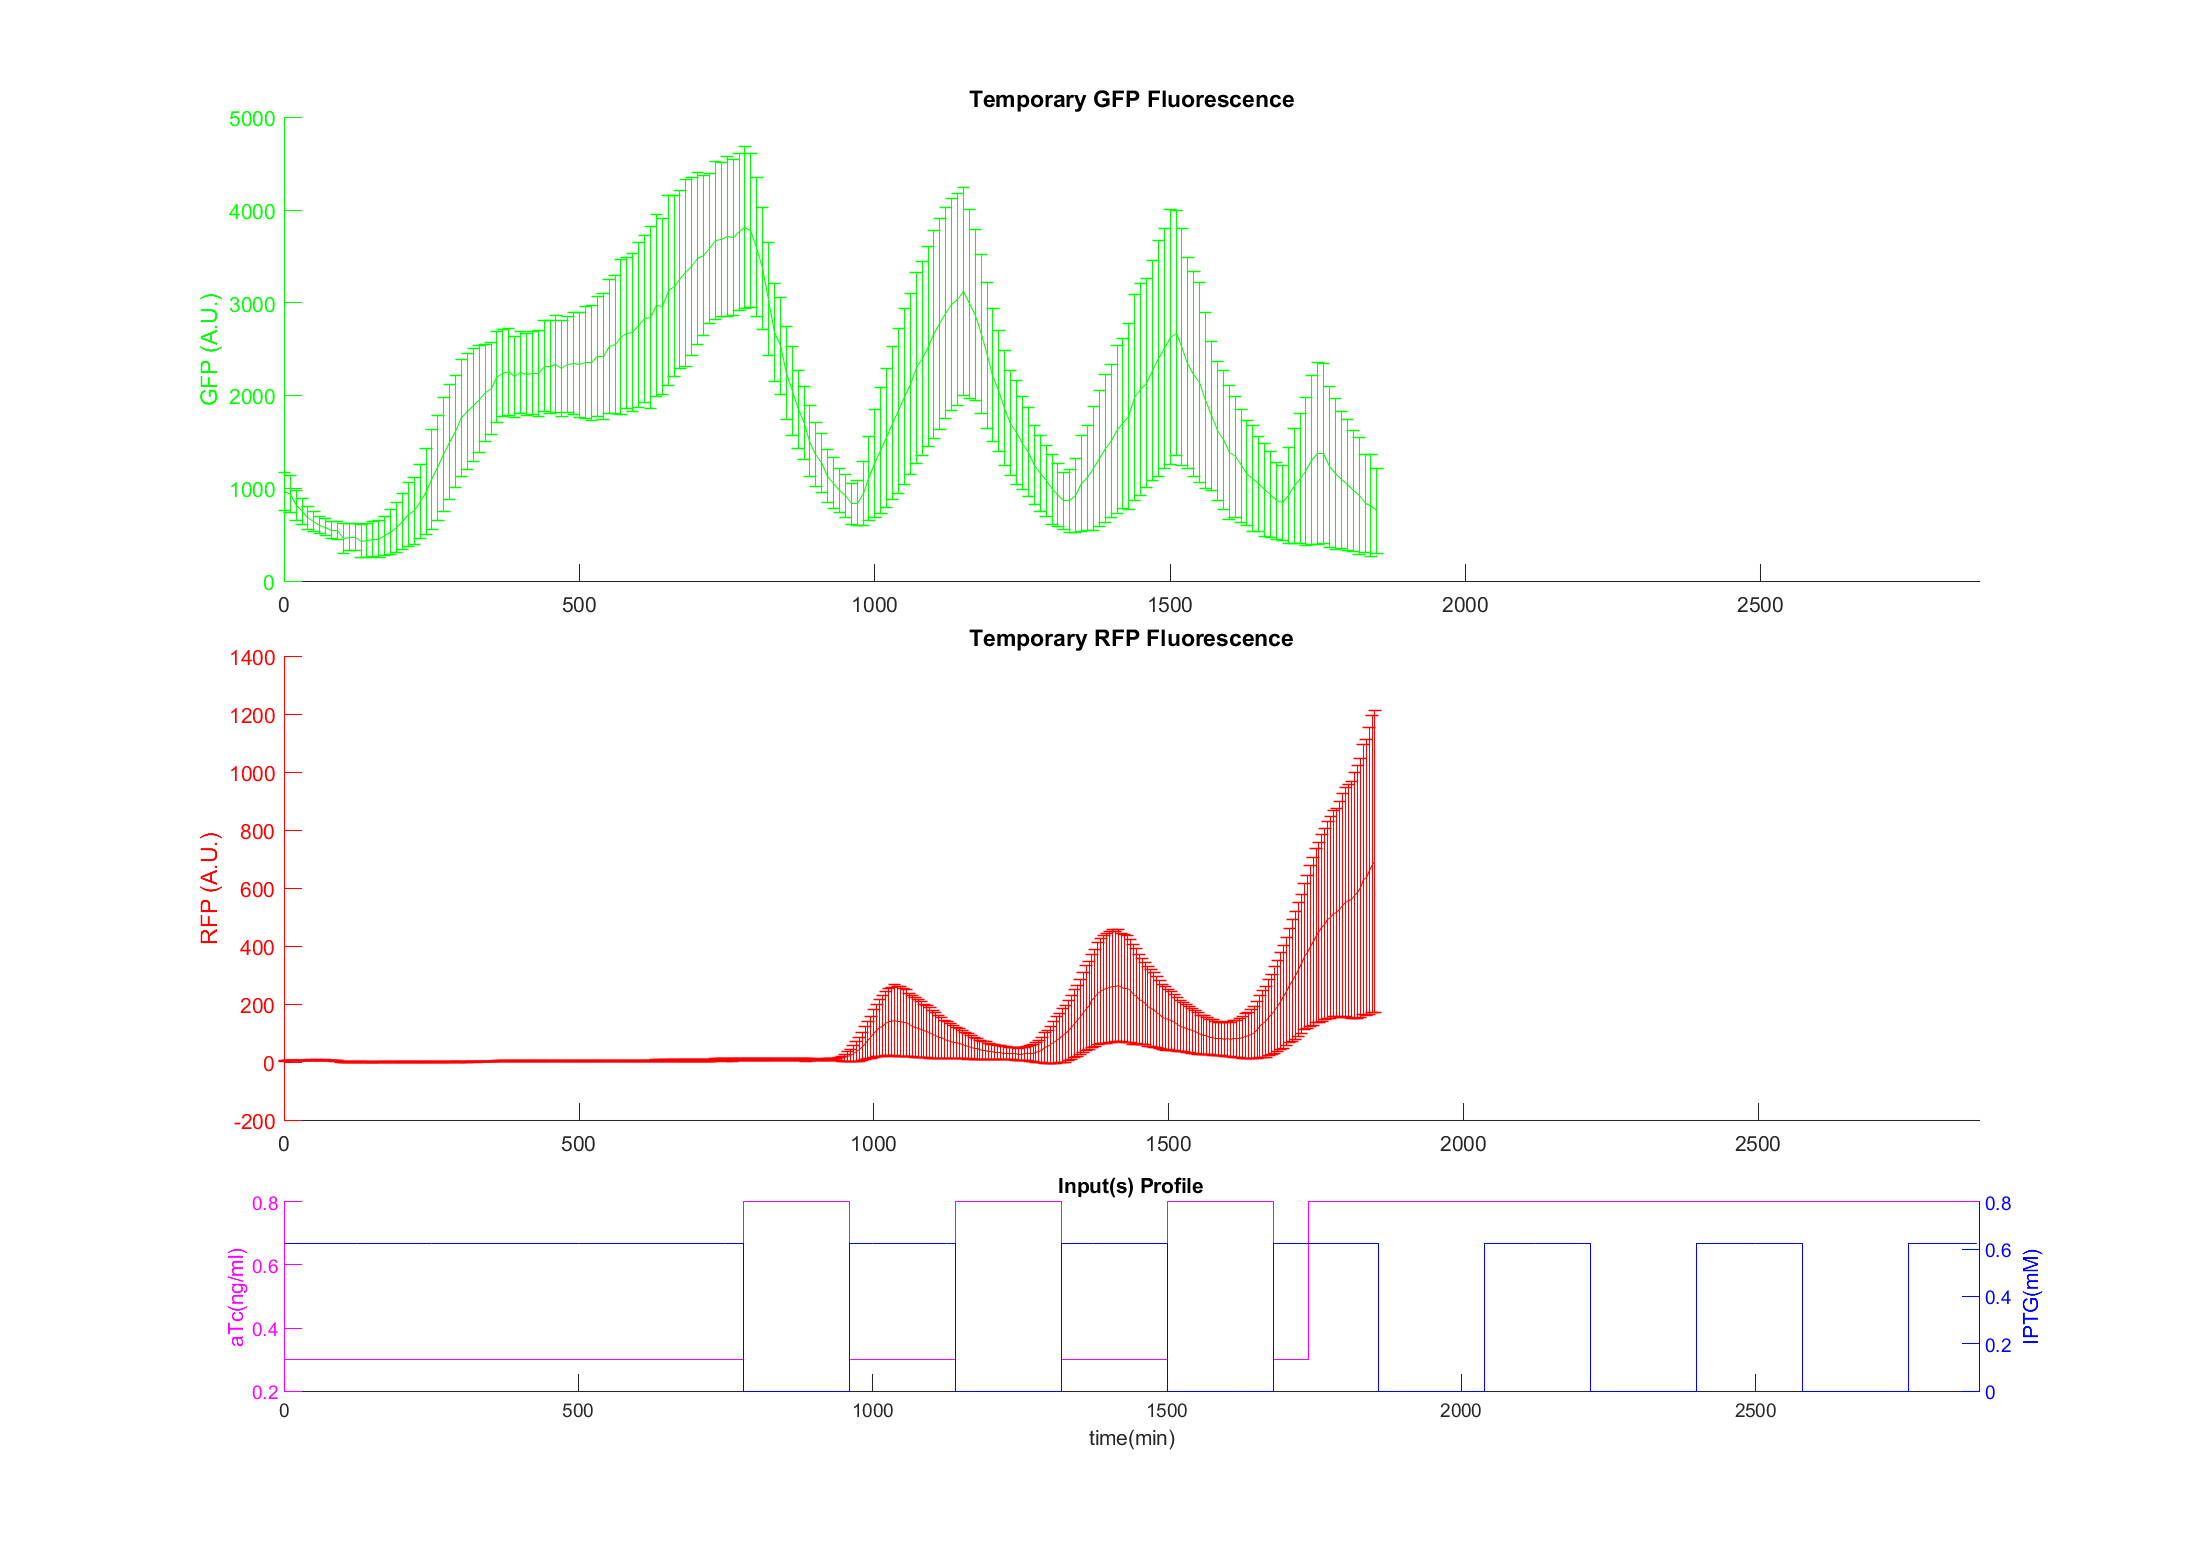 Temporary GFP Fluorescence
5000
4000
3000
2000
1000
0
GFP (A.U.)
0 500 1000 1500 2000 2500
Temporary RFP Fluorescence
1400
1200
1000
800
600
400
200
0
-200
RFP (A.U.)
0 500 1000 1500 2000 2500
Input(s) Profile
0.8
0.6
0.4
0.2
aTc(ng/ml)
0.8
0.6
0.4
0.2
0
IPTG(mM)
0 500 1000 1500 2000 2500
time(min)